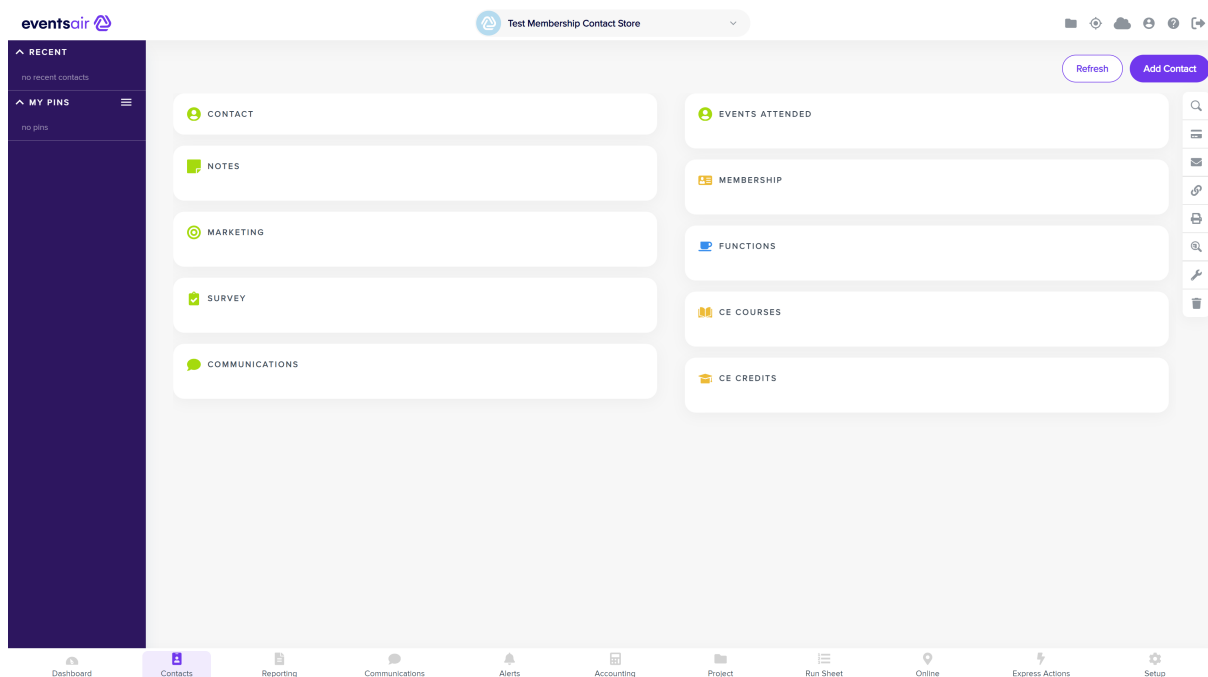 eventsair
Test Membership Contact Store
RECENT
no recent contacts
MY PINS
no pins
Refresh
Add Contact
CONTACT
NOTES
MARKETING
SURVEY
COMMUNICATIONS
EVENTS ATTENDED
MEMBERSHIP
FUNCTIONS
CE COURSES
CE CREDITS
Dashboard
Contacts
Reporting
Communications
Alerts
Accounting
Project
Run Sheet
Online
Express Actions
Setup